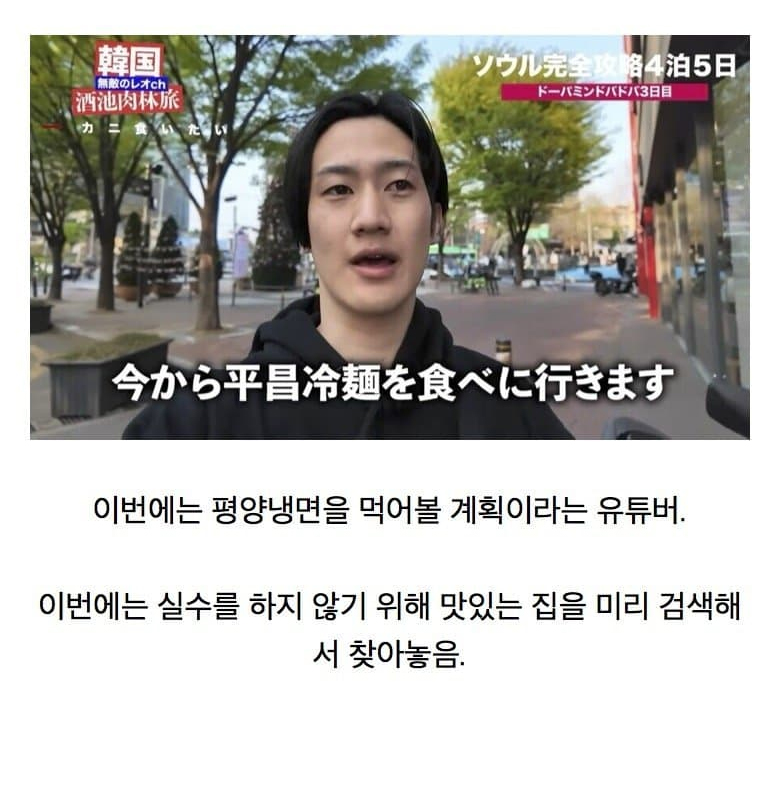 韓国
無敵のレオch
酒池肉林旅
カニ食いたい
ソウル完全攻略4泊5日
ドーパミンドバドバ3日目
今から平昌冷麺を食べに行きます
이번에는 평양냉면을 먹어볼 계획이라는 유튜버.
이번에는 실수를 하지 않기 위해 맛있는 집을 미리 검색해
서 찾아놓음.